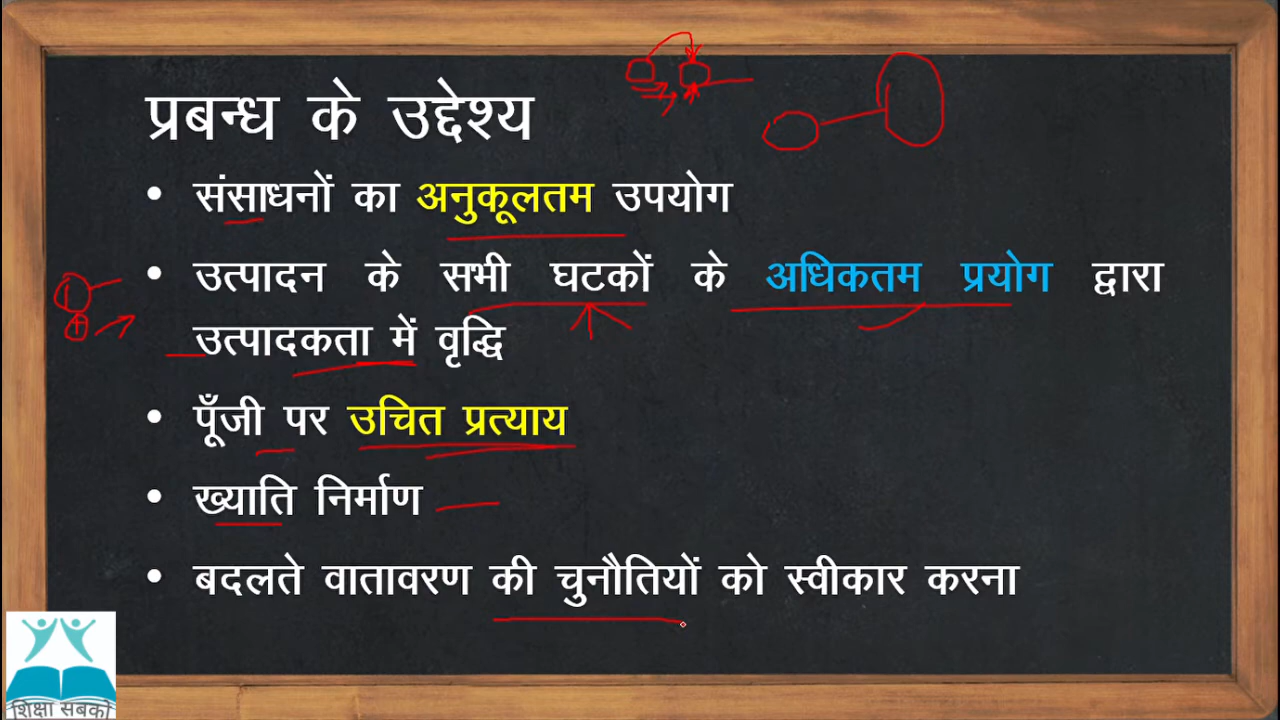 प्रबन्ध के उद्देश्य
• संसाधनों का अनुकूलतम उपयोग
• उत्पादन के सभी घटकों के अधिकतम प्रयोग द्वारा
उत्पादकता में वृद्धि
• पूँजी पर उचित प्रत्याय
• ख्याति निर्माण
• बदलते वातावरण की चुनौतियों को स्वीकार करना
शिक्षा सबको